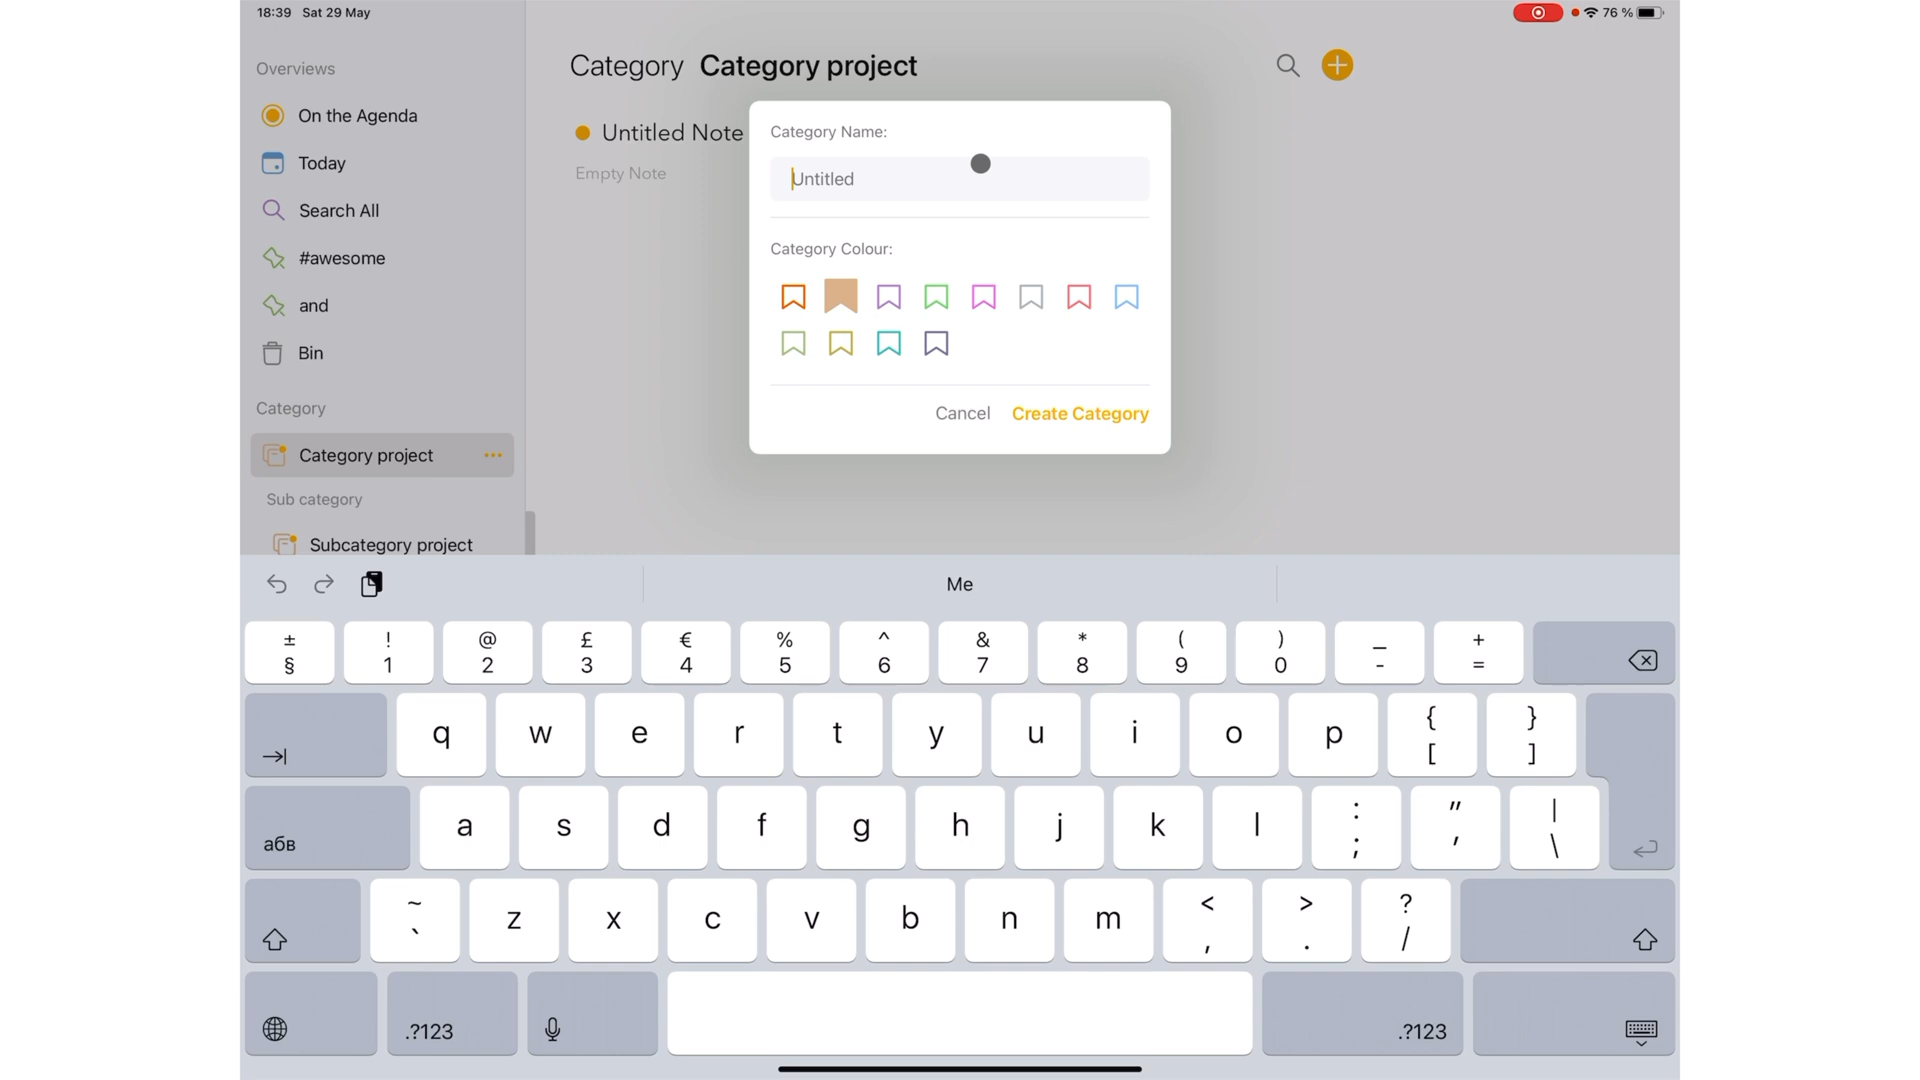 18:39 Sat 29 May
76 %
Overviews
On the Agenda
Today
Search All
#awesome
and
Bin
Category
Category project
Sub category
Subcategory project
Category Category project
Untitled Note
Empty Note
Category Name:
Untitled
Category Colour:
Cancel Create Category
Me
± ! @ £ € % ^ & * ( ) _ +
§ 1 2 3 4 5 6 7 8 9 0 - =
q w e r t y u i o p { }
[ ]
абв a s d f g h j k l : " |
; ' \
~ z x c v b n m < > ?
` , . /
.?123 .?123